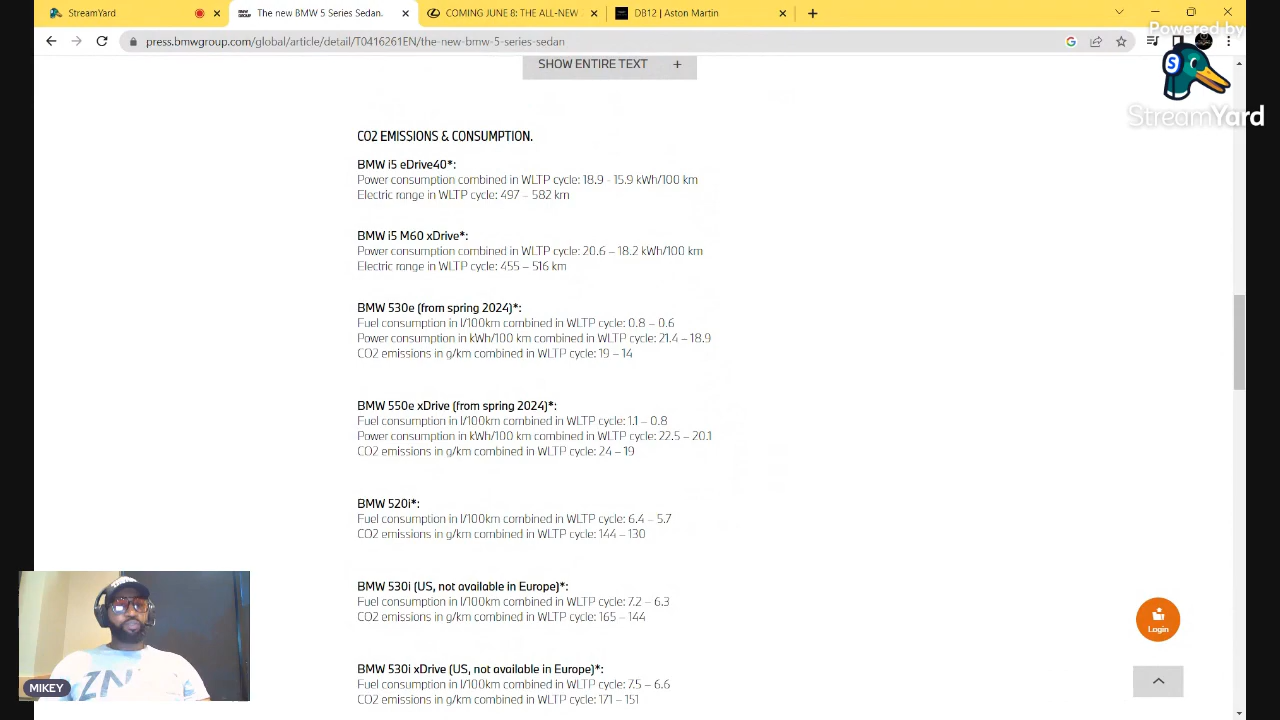 StreamYard
The new BMW 5 Series Sedan.
COMING JUNE 8: THE ALL-NEW
DB12 | Aston Martin
press.bmwgroup.com/global/article/detail/T0416261EN/the-new-bmw-5-series-sedan
Powered by
StreamYard
SHOW ENTIRE TEXT +
CO2 EMISSIONS & CONSUMPTION.
BMW i5 eDrive40*:
Power consumption combined in WLTP cycle: 18.9 - 15.9 kWh/100 km
Electric range in WLTP cycle: 497 – 582 km
BMW i5 M60 xDrive*:
Power consumption combined in WLTP cycle: 20.6 – 18.2 kWh/100 km
Electric range in WLTP cycle: 455 – 516 km
BMW 530e (from spring 2024)*:
Fuel consumption in l/100km combined in WLTP cycle: 0.8 – 0.6
Power consumption in kWh/100 km combined in WLTP cycle: 21.4 – 18.9
CO2 emissions in g/km combined in WLTP cycle: 19 – 14
BMW 550e xDrive (from spring 2024)*:
Fuel consumption in l/100km combined in WLTP cycle: 1.1 – 0.8
Power consumption in kWh/100 km combined in WLTP cycle: 22.5 – 20.1
CO2 emissions in g/km combined in WLTP cycle: 24 – 19
BMW 520i*:
Fuel consumption in l/100km combined in WLTP cycle: 6.4 – 5.7
CO2 emissions in g/km combined in WLTP cycle: 144 – 130
BMW 530i (US, not available in Europe)*:
Fuel consumption in l/100km combined in WLTP cycle: 7.2 – 6.3
CO2 emissions in g/km combined in WLTP cycle: 165 – 144
BMW 530i xDrive (US, not available in Europe)*:
Fuel consumption in l/100km combined in WLTP cycle: 7.5 – 6.6
CO2 emissions in g/km combined in WLTP cycle: 171 – 151
Login
MIKEY